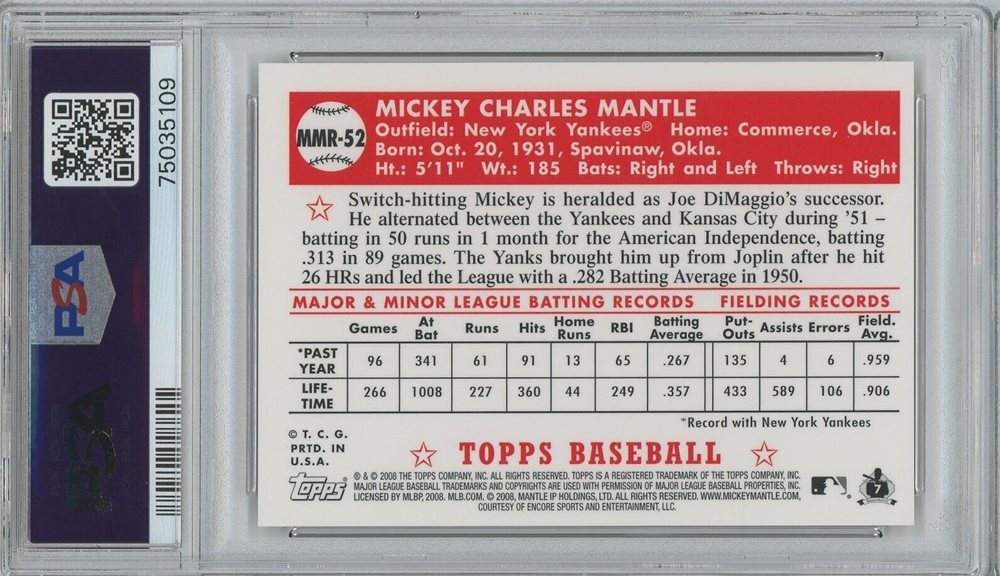 75035109
PSA
PSA
MMR-52
MICKEY CHARLES MANTLE
Outfield: New York Yankees® Home: Commerce, Okla.
Born: Oct. 20, 1931, Spavinaw, Okla.
Ht.: 5'11" Wt.: 185 Bats: Right and Left Throws: Right
Switch-hitting Mickey is heralded as Joe DiMaggio's successor.
He alternated between the Yankees and Kansas City during '51 –
batting in 50 runs in 1 month for the American Independence, batting
.313 in 89 games. The Yanks brought him up from Joplin after he hit
26 HRs and led the League with a .282 Batting Average in 1950.
MAJOR & MINOR LEAGUE BATTING RECORDS FIELDING RECORDS
Games At Bat Runs Hits Home Runs RBI Batting Average Put-Outs Assists Errors Field. Avg.
*PAST YEAR 96 341 61 91 13 65 .267 135 4 6 .959
LIFE-TIME 266 1008 227 360 44 249 .357 433 589 106 .906
*Record with New York Yankees
© T. C. G.
PRTD. IN
U.S.A.
TOPPS BASEBALL
Topps
® & © 2008 THE TOPPS COMPANY, INC. ALL RIGHTS RESERVED. TOPPS IS A REGISTERED TRADEMARK OF THE TOPPS COMPANY, INC.
MAJOR LEAGUE BASEBALL TRADEMARKS AND COPYRIGHTS ARE USED WITH PERMISSION OF MAJOR LEAGUE BASEBALL PROPERTIES, INC.
LICENSED BY MLBP, 2008. MLB.COM. © 2008, MANTLE IP HOLDINGS, LTD. ALL RIGHTS RESERVED. WWW.MICKEYMANTLE.COM,
COURTESY OF ENCORE SPORTS AND ENTERTAINMENT, LLC.
7